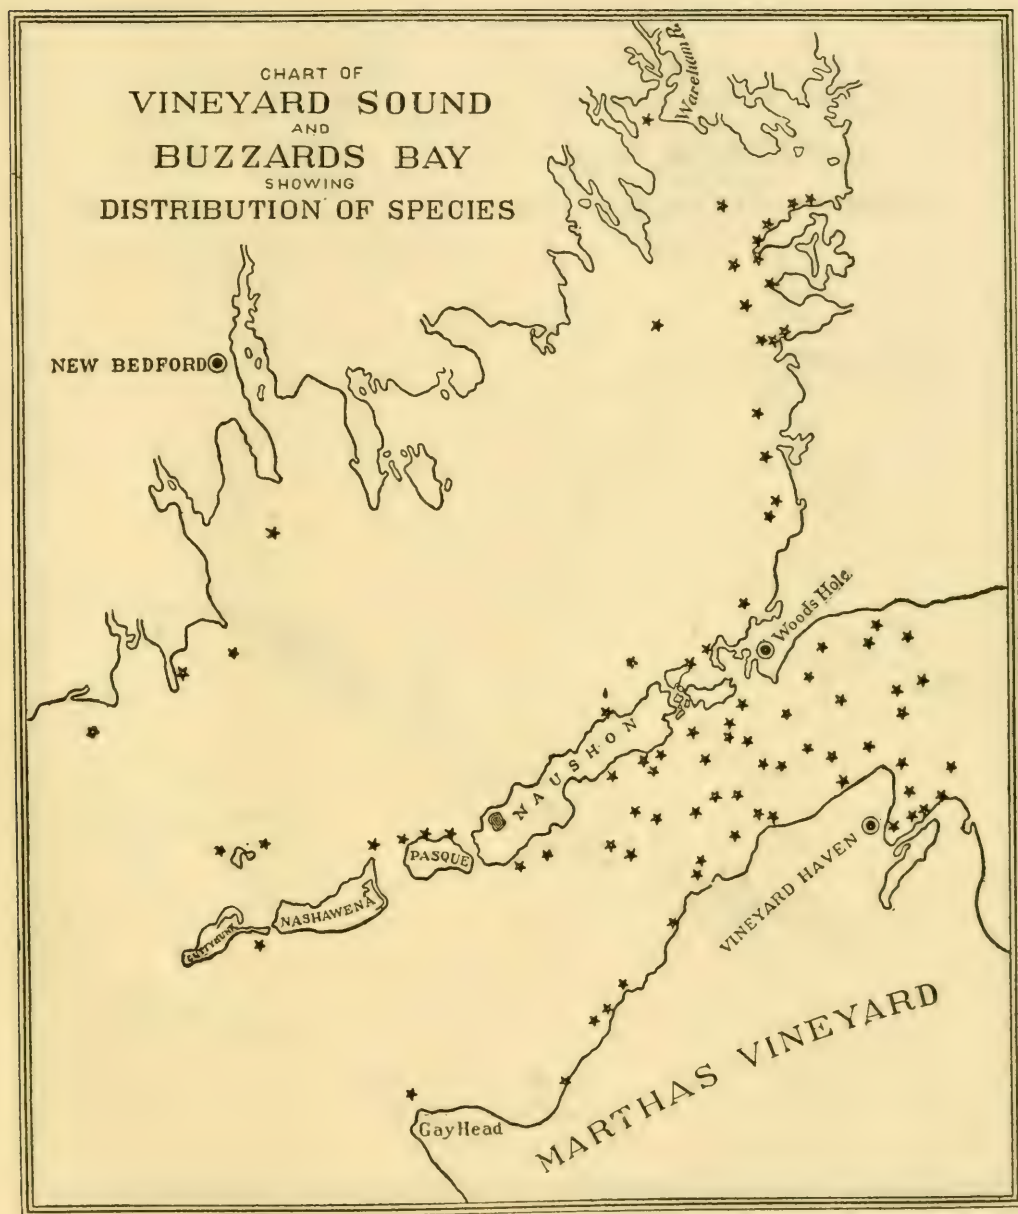 CHART OF
VINEYARD SOUND
AND
BUZZARDS BAY
SHOWING
DISTRIBUTION OF SPECIES
Wareham R.
NEW BEDFORD
Woods Hole
NAUSHON
PASQUE
NASHAWENA
CUTTYHUNK
VINEYARD HAVEN
MARTHAS VINEYARD
Gay Head